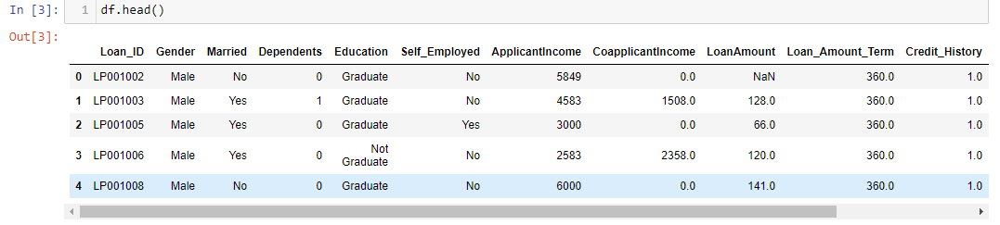 In [3]: 1 df.head()
Out[3]:
Loan_ID Gender Married Dependents Education Self_Employed ApplicantIncome CoapplicantIncome LoanAmount Loan_Amount_Term Credit_History
0 LP001002 Male No 0 Graduate No 5849 0.0 NaN 360.0 1.0
1 LP001003 Male Yes 1 Graduate No 4583 1508.0 128.0 360.0 1.0
2 LP001005 Male Yes 0 Graduate Yes 3000 0.0 66.0 360.0 1.0
3 LP001006 Male Yes 0 Not Graduate No 2583 2358.0 120.0 360.0 1.0
4 LP001008 Male No 0 Graduate No 6000 0.0 141.0 360.0 1.0